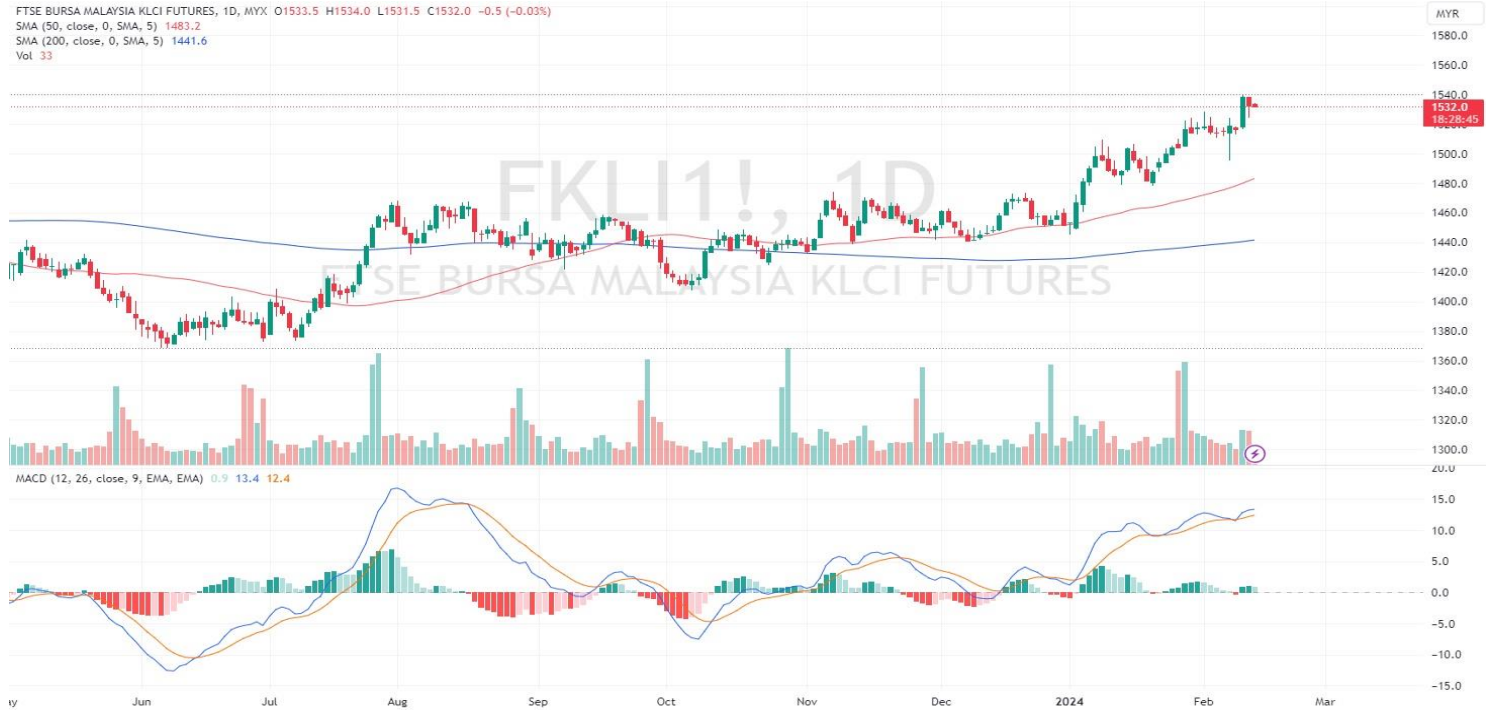 FTSE BURSA MALAYSIA KLCI FUTURES, 1D, MYX O1533.5 H1534.0 L1531.5 C1532.0 −0.5 (−0.03%)
MYR
SMA (50, close, 0, SMA, 5) 1483.2
SMA (200, close, 0, SMA, 5) 1441.6
Vol 33
1580.0
1560.0
1540.0
1532.0
18:28:45
1520.0
1500.0
1480.0
1460.0
1440.0
1420.0
1400.0
1380.0
1360.0
1340.0
1320.0
1300.0
FKLI1!, 1D
FTSE BURSA MALAYSIA KLCI FUTURES
MACD (12, 26, close, 9, EMA, EMA) 0.9 13.4 12.4
20.0
15.0
10.0
5.0
0.0
−5.0
−10.0
−15.0
ay Jun Jul Aug Sep Oct Nov Dec 2024 Feb Mar